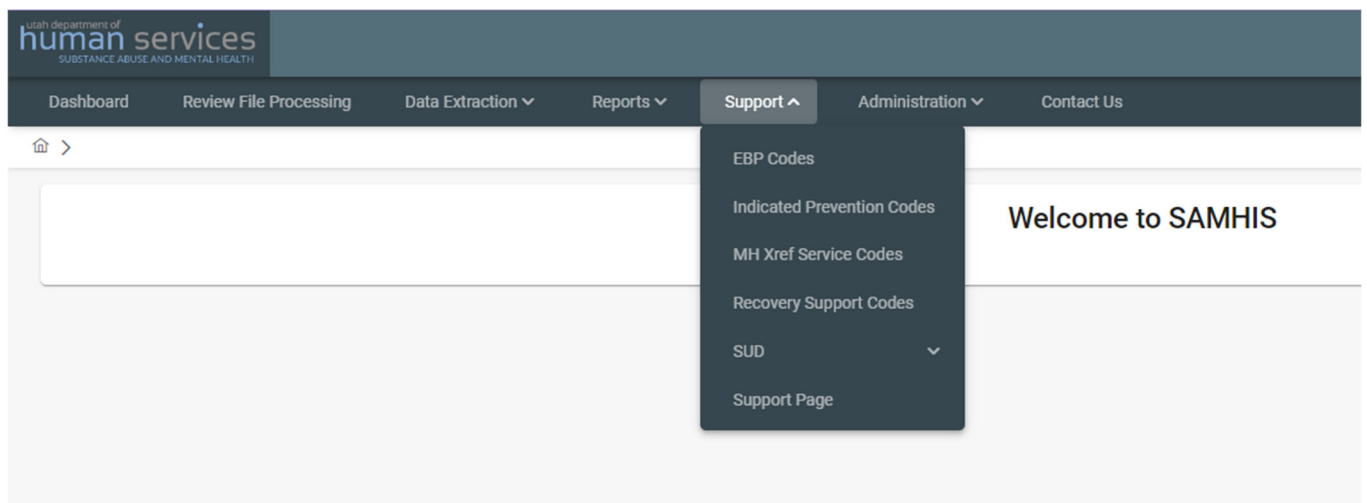 utah department of
human services
SUBSTANCE ABUSE AND MENTAL HEALTH
Dashboard Review File Processing Data Extraction Reports Support Administration Contact Us
EBP Codes
Indicated Prevention Codes
Welcome to SAMHIS
MH Xref Service Codes
Recovery Support Codes
SUD
Support Page